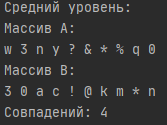 Средний уровень:
Массив А:
w 3 n y ? & * % q 0
Массив В:
3 0 a c ! @ k m * n
Совпадений: 4